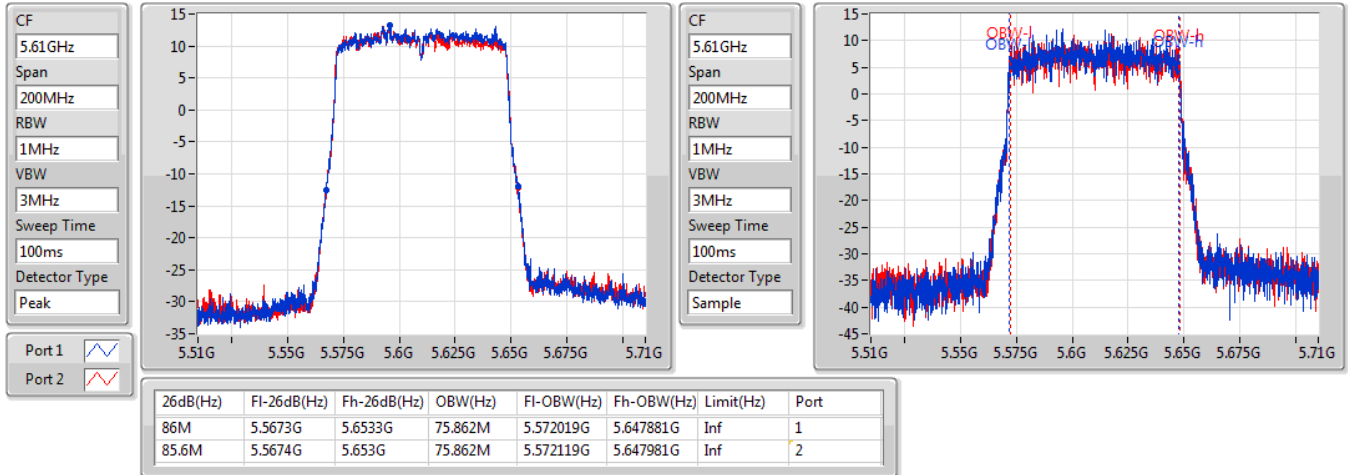 CF
5.61GHz
Span
200MHz
RBW
1MHz
VBW
3MHz
Sweep Time
100ms
Detector Type
Peak
Port 1
Port 2
15
10
5
0
-5
-10
-15
-20
-25
-30
-35
5.51G 5.55G 5.575G 5.6G 5.625G 5.65G 5.675G 5.71G
CF
5.61GHz
Span
200MHz
RBW
1MHz
VBW
3MHz
Sweep Time
100ms
Detector Type
Sample
15
10
5
0
-5
-10
-15
-20
-25
-30
-35
-40
-45
OBW-l OBW-h
OBW OBW-h
5.51G 5.55G 5.575G 5.6G 5.625G 5.65G 5.675G 5.71G
26dB(Hz) Fl-26dB(Hz) Fh-26dB(Hz) OBW(Hz) Fl-OBW(Hz) Fh-OBW(Hz) Limit(Hz) Port
86M 5.5673G 5.6533G 75.862M 5.572019G 5.647881G Inf 1
85.6M 5.5674G 5.653G 75.862M 5.572119G 5.647981G Inf 2